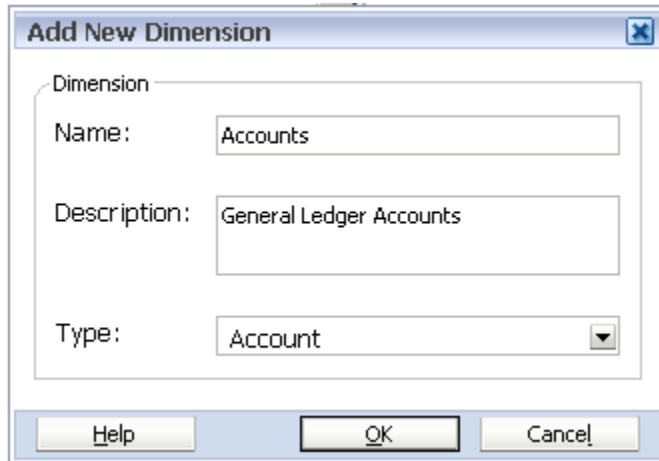 Add New Dimension
Dimension
Name: Accounts
Description: General Ledger Accounts
Type: Account
Help OK Cancel